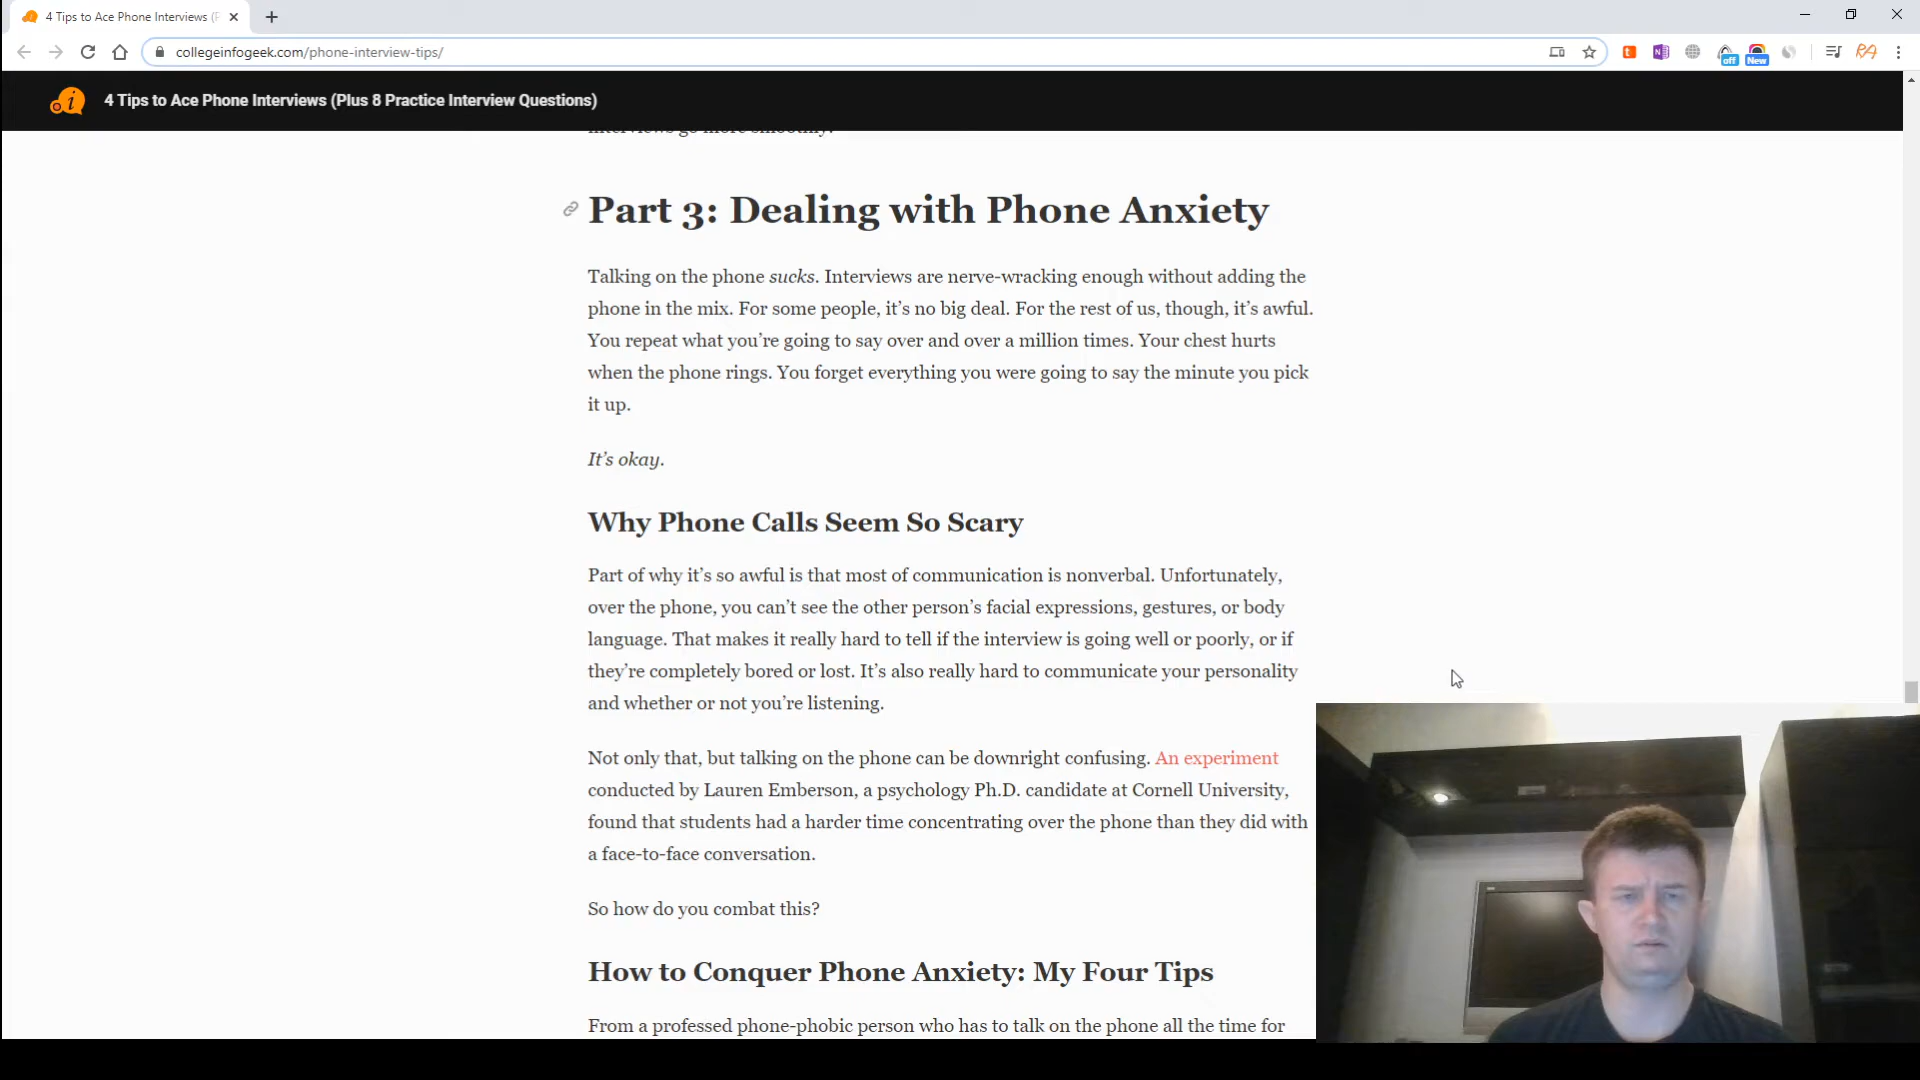 4 Tips to Ace Phone Interviews (P
collegeinfogeek.com/phone-interview-tips/
off
New
4 Tips to Ace Phone Interviews (Plus 8 Practice Interview Questions)
interviews go more smoothly.
Part 3: Dealing with Phone Anxiety
Talking on the phone sucks. Interviews are nerve-wracking enough without adding the
phone in the mix. For some people, it’s no big deal. For the rest of us, though, it’s awful.
You repeat what you’re going to say over and over a million times. Your chest hurts
when the phone rings. You forget everything you were going to say the minute you pick
it up.
It’s okay.
Why Phone Calls Seem So Scary
Part of why it’s so awful is that most of communication is nonverbal. Unfortunately,
over the phone, you can’t see the other person’s facial expressions, gestures, or body
language. That makes it really hard to tell if the interview is going well or poorly, or if
they’re completely bored or lost. It’s also really hard to communicate your personality
and whether or not you’re listening.
Not only that, but talking on the phone can be downright confusing. An experiment
conducted by Lauren Emberson, a psychology Ph.D. candidate at Cornell University,
found that students had a harder time concentrating over the phone than they did with
a face-to-face conversation.
So how do you combat this?
How to Conquer Phone Anxiety: My Four Tips
From a professed phone-phobic person who has to talk on the phone all the time for